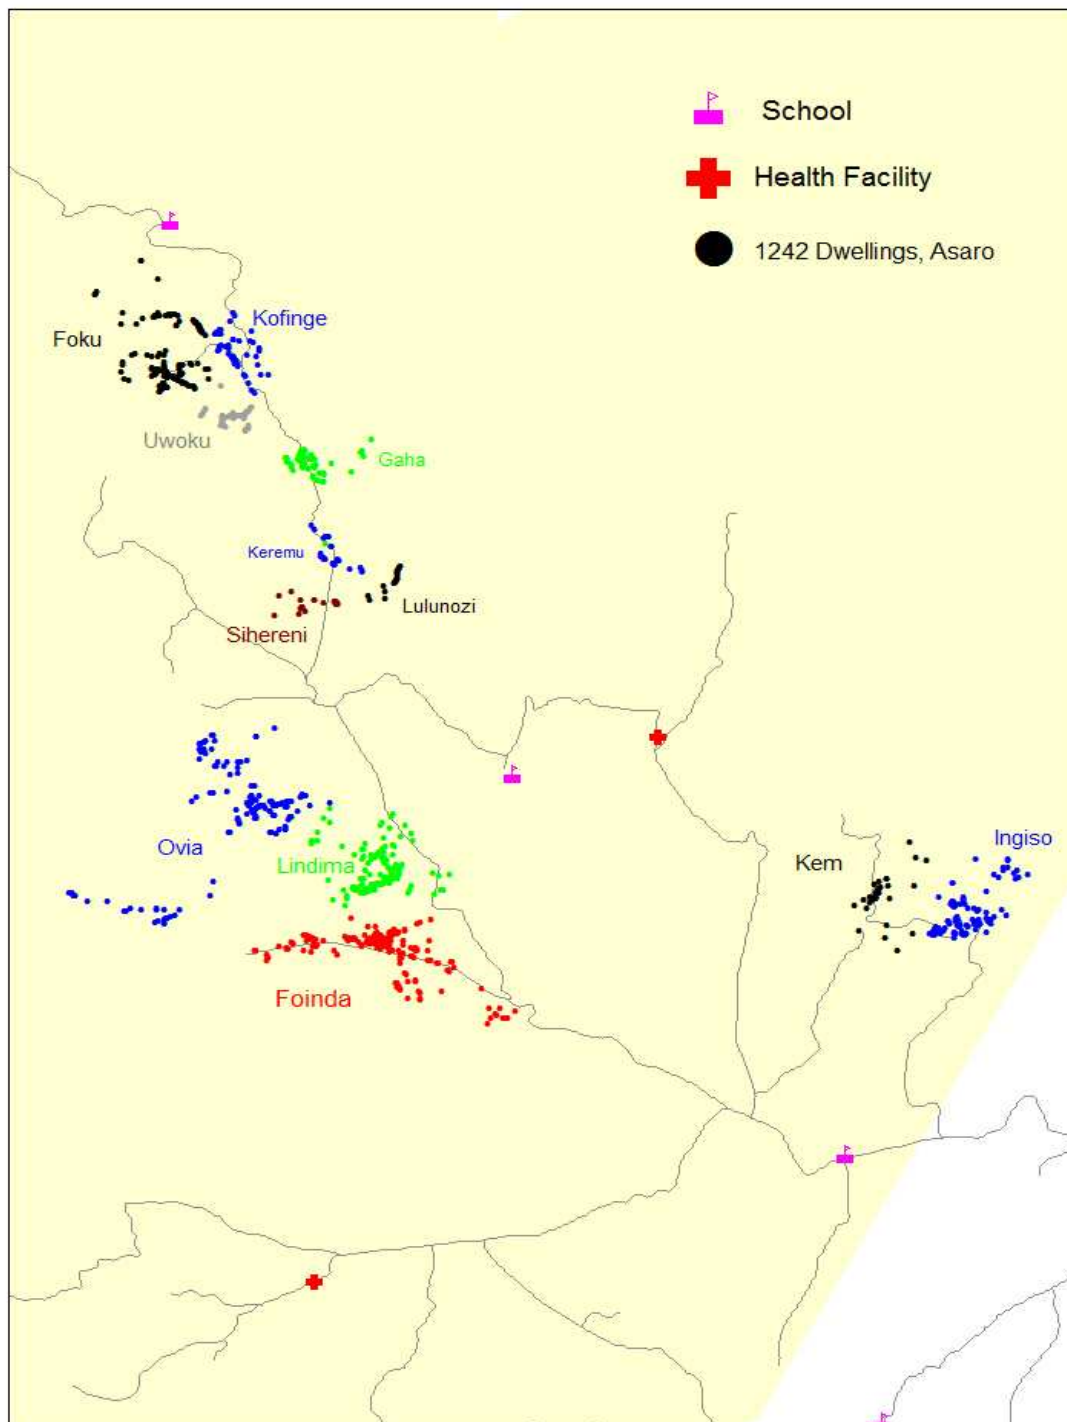 School
Health Facility
1242 Dwellings, Asaro
Kofinge
Foku
Uwoku
Gaha
Keremu
Lulunozi
Sihereni
Ovia
Lindima
Kem
Ingiso
Foinda